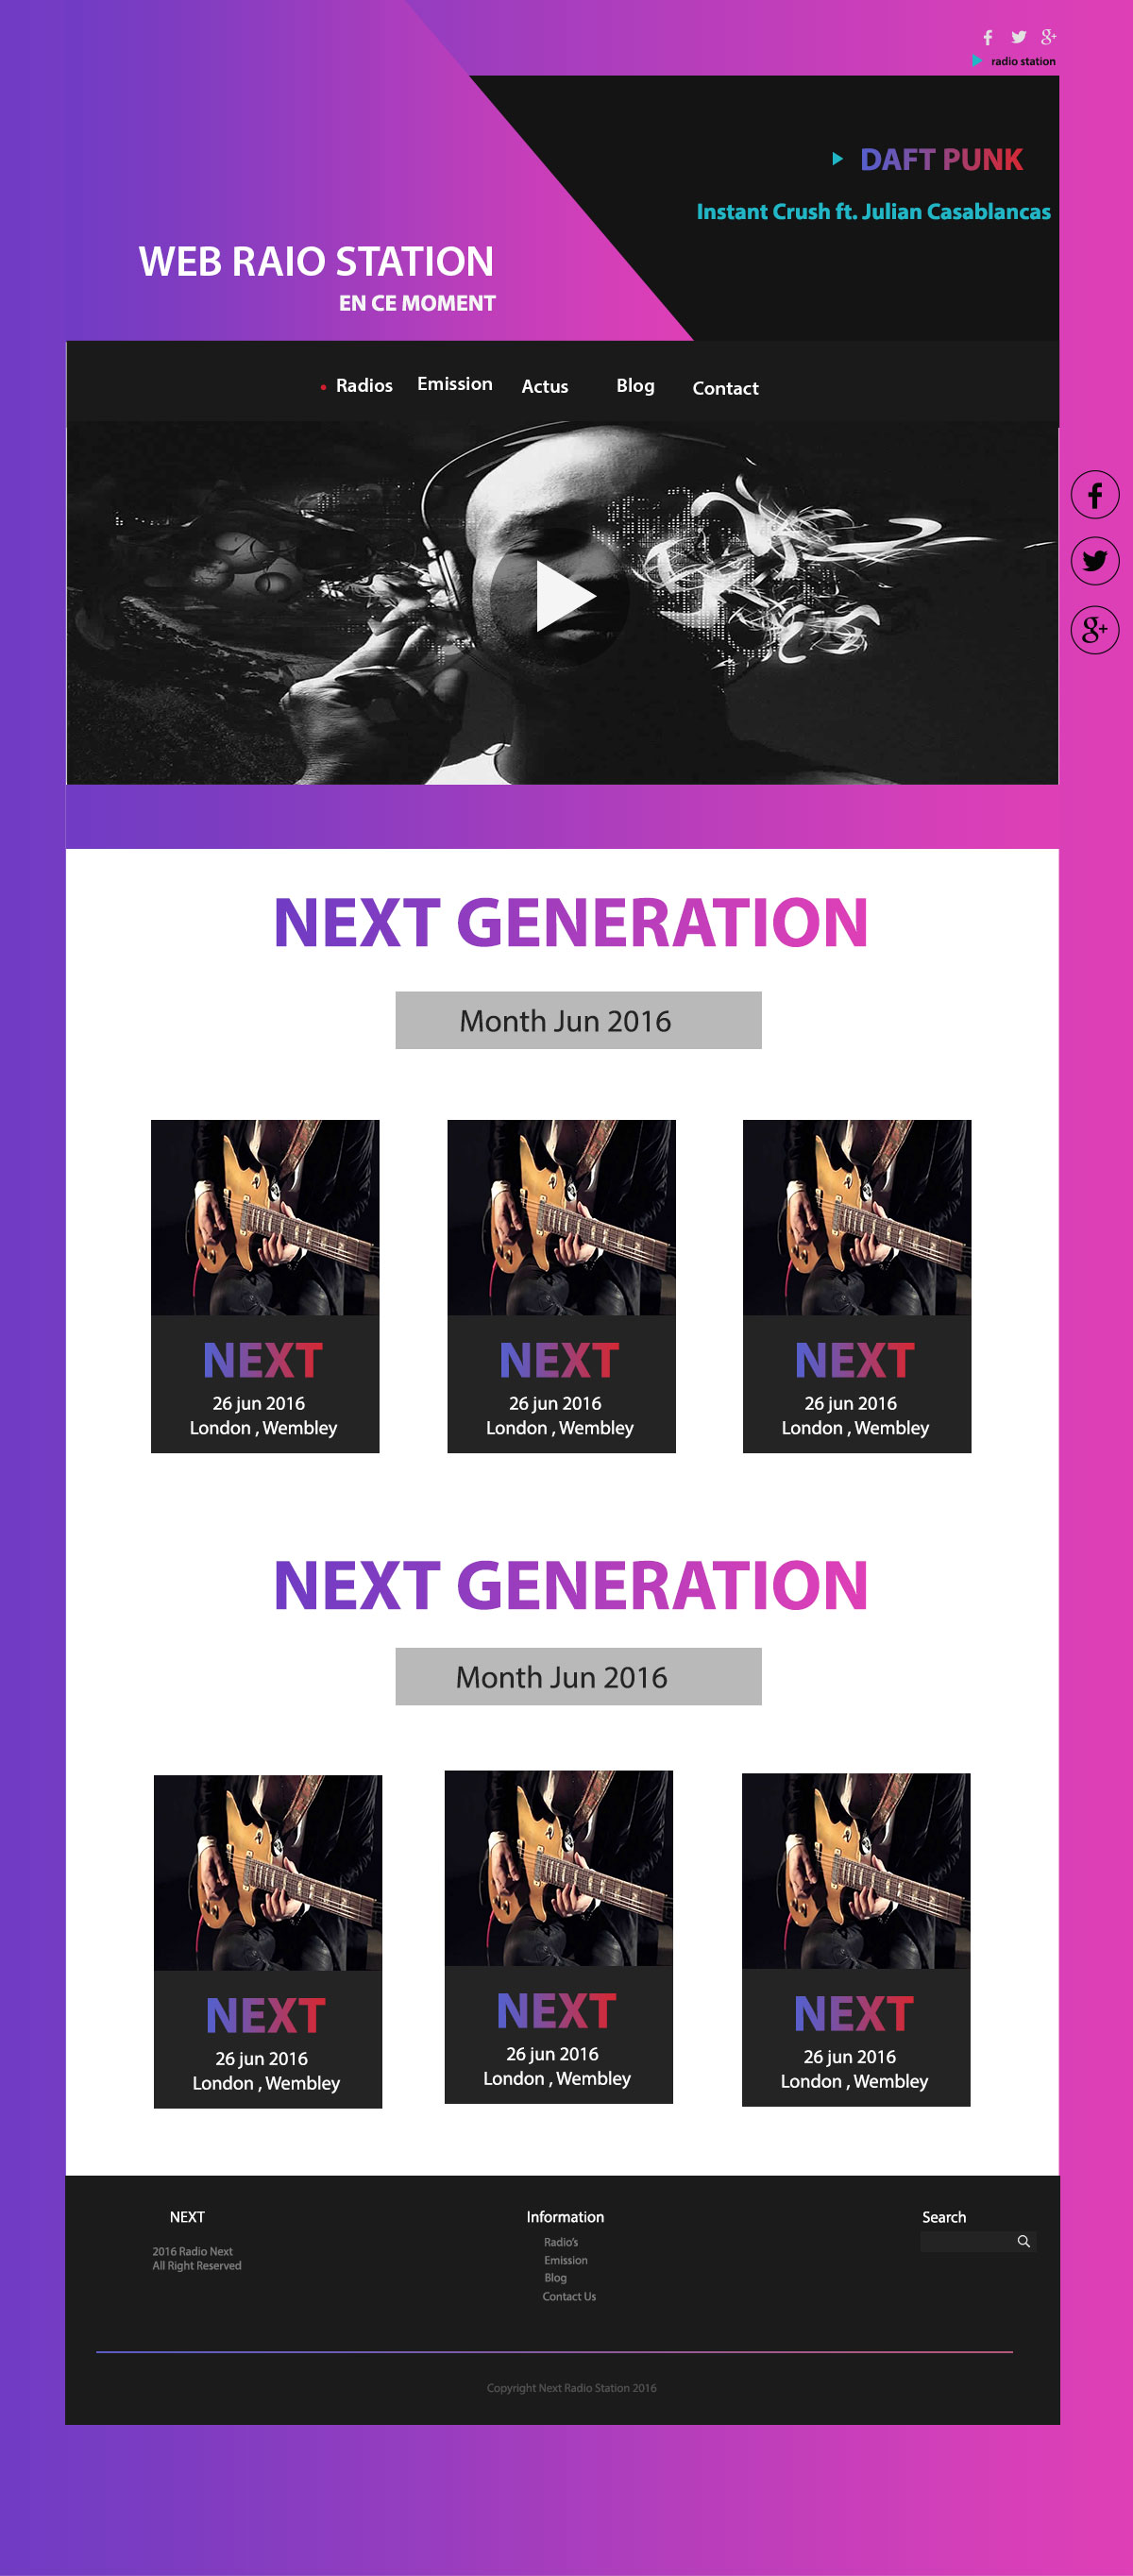 radio station
DAFT PUNK
Instant Crush ft. Julian Casablancas
WEB RAIO STATION
EN CE MOMENT
Radios Emission Actus Blog Contact
NEXT GENERATION
Month Jun 2016
NEXT
26 jun 2016
London , Wembley
NEXT
26 jun 2016
London , Wembley
NEXT
26 jun 2016
London , Wembley
NEXT GENERATION
Month Jun 2016
NEXT
26 jun 2016
London , Wembley
NEXT
26 jun 2016
London , Wembley
NEXT
26 jun 2016
London , Wembley
NEXT
2016 Radio Next
All Right Reserved
Information
Radio's
Emission
Blog
Contact Us
Search
Copyright Next Radio Station 2016